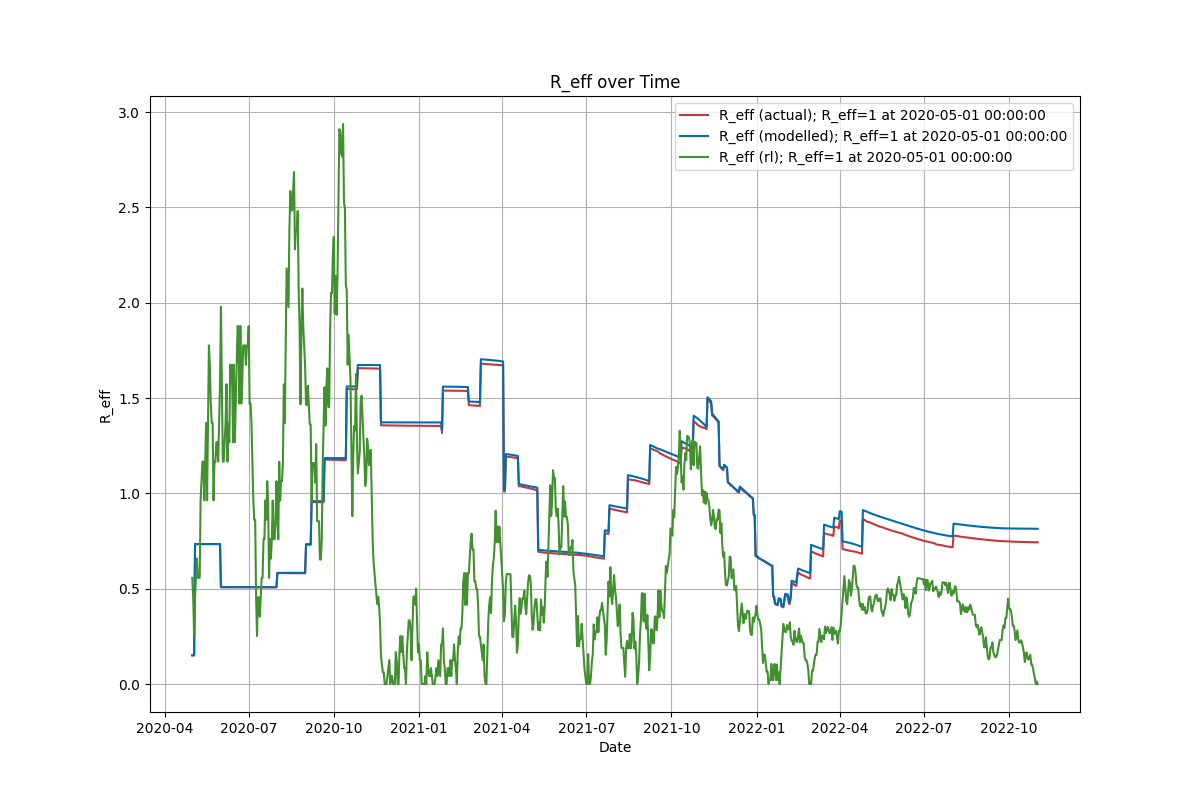 R_eff over Time
R_eff (actual); R_eff=1 at 2020-05-01 00:00:00
R_eff (modelled); R_eff=1 at 2020-05-01 00:00:00
R_eff (rl); R_eff=1 at 2020-05-01 00:00:00
3.0
2.5
2.0
1.5
1.0
0.5
0.0
R_eff
2020-04 2020-07 2020-10 2021-01 2021-04 2021-07 2021-10 2022-01 2022-04 2022-07 2022-10
Date